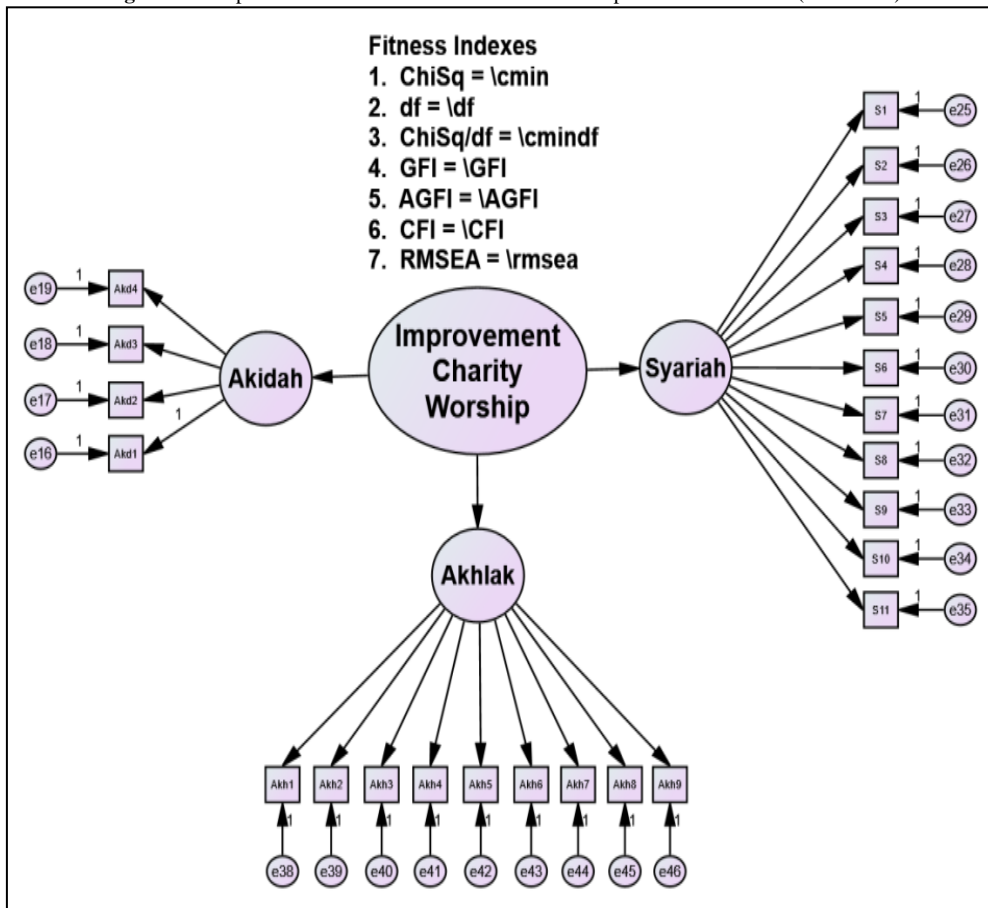 Fitness Indexes
1. ChiSq = \cmin
2. df = \df
3. ChiSq/df = \cmindf
4. GFI = \GFI
5. AGFI = \AGFI
6. CFI = \CFI
7. RMSEA = \rmsea
e19 1 Akd4
e18 1 Akd3
e17 1 Akd2
e16 1 Akd1
1
Akidah
Improvement
Charity
Worship
Syariah
S1 1 e25
S2 1 e26
S3 1 e27
S4 1 e28
S5 1 e29
S6 1 e30
S7 1 e31
S8 1 e32
S9 1 e33
S10 1 e34
S11 1 e35
Akhlak
Akh1 Akh2 Akh3 Akh4 Akh5 Akh6 Akh7 Akh8 Akh9
1 1 1 1 1 1 1 1 1
e38 e39 e40 e41 e42 e43 e44 e45 e46